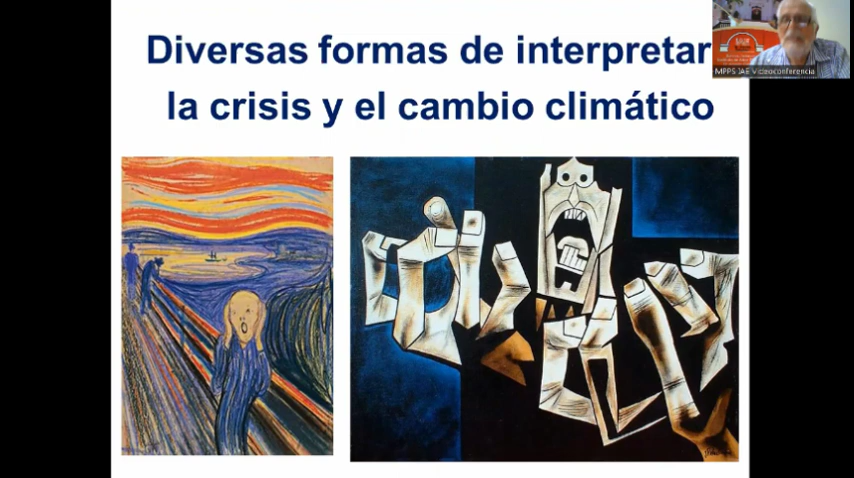 Diversas formas de interpretar
la crisis y el cambio climático
MPPS IAE Videoconferencia